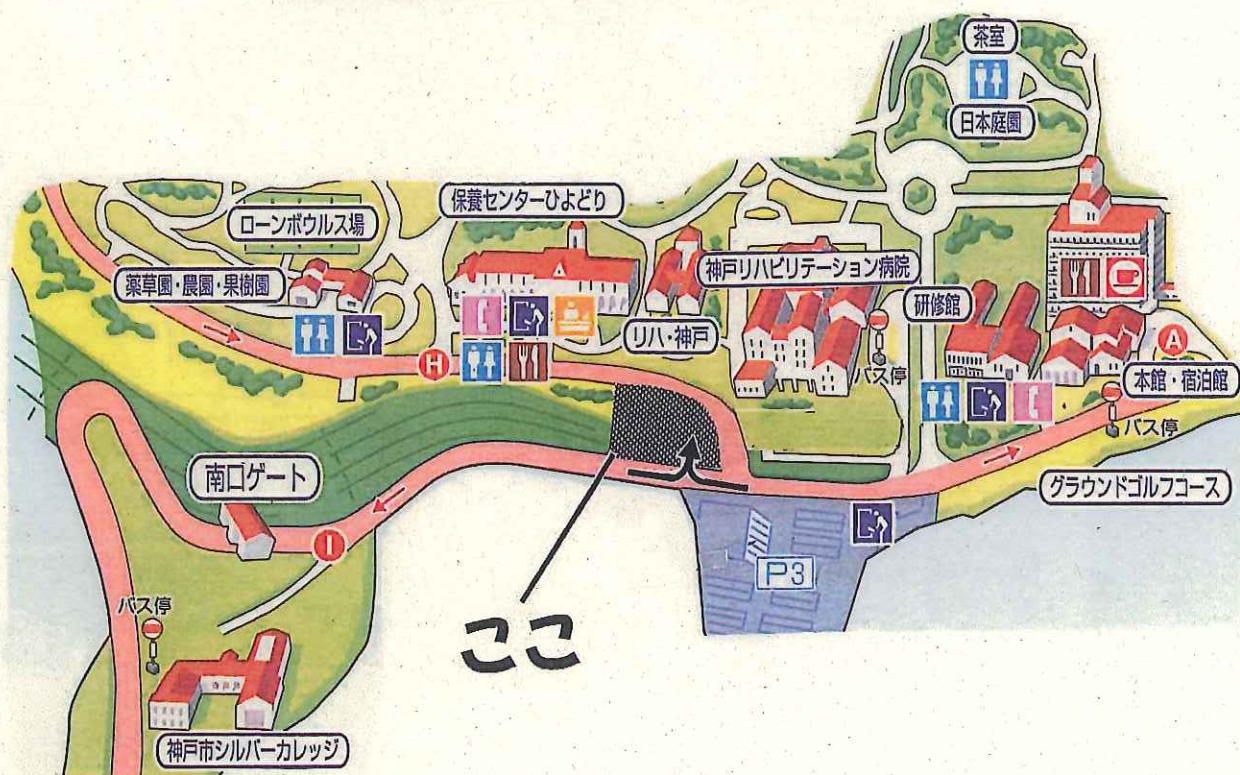 茶室
日本庭園
保養センターひよどり
ローンボウルス場
神戸リハビリテーション病院
薬草園・農園・果樹園
研修館
リハ・神戸
A
H
バス停
本館・宿泊館
バス停
南口ゲート
グラウンドゴルフコース
I
P3
バス停
ここ
神戸市シルバーカレッジ